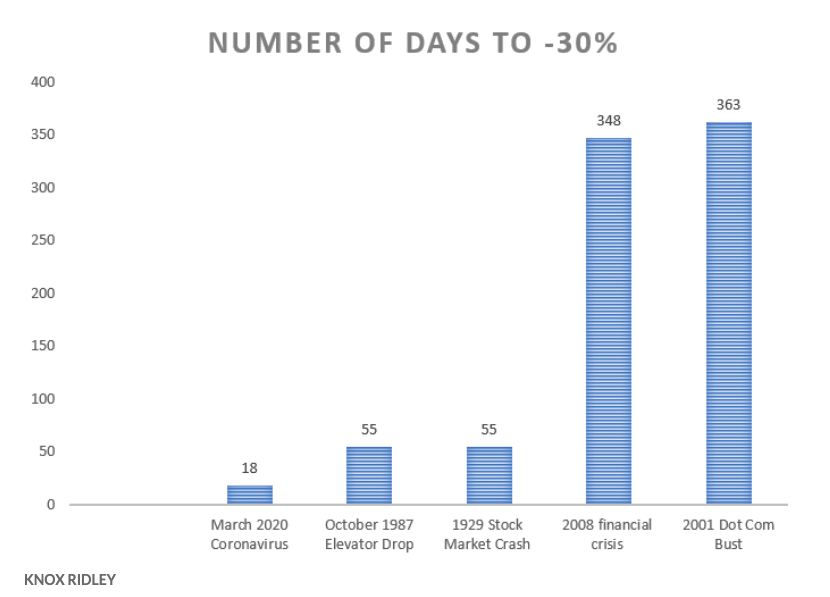 NUMBER OF DAYS TO -30%
400
350
300
250
200
150
100
50
0
18
55
55
348
363
March 2020
Coronavirus
October 1987
Elevator Drop
1929 Stock
Market Crash
2008 financial
crisis
2001 Dot Com
Bust
KNOX RIDLEY